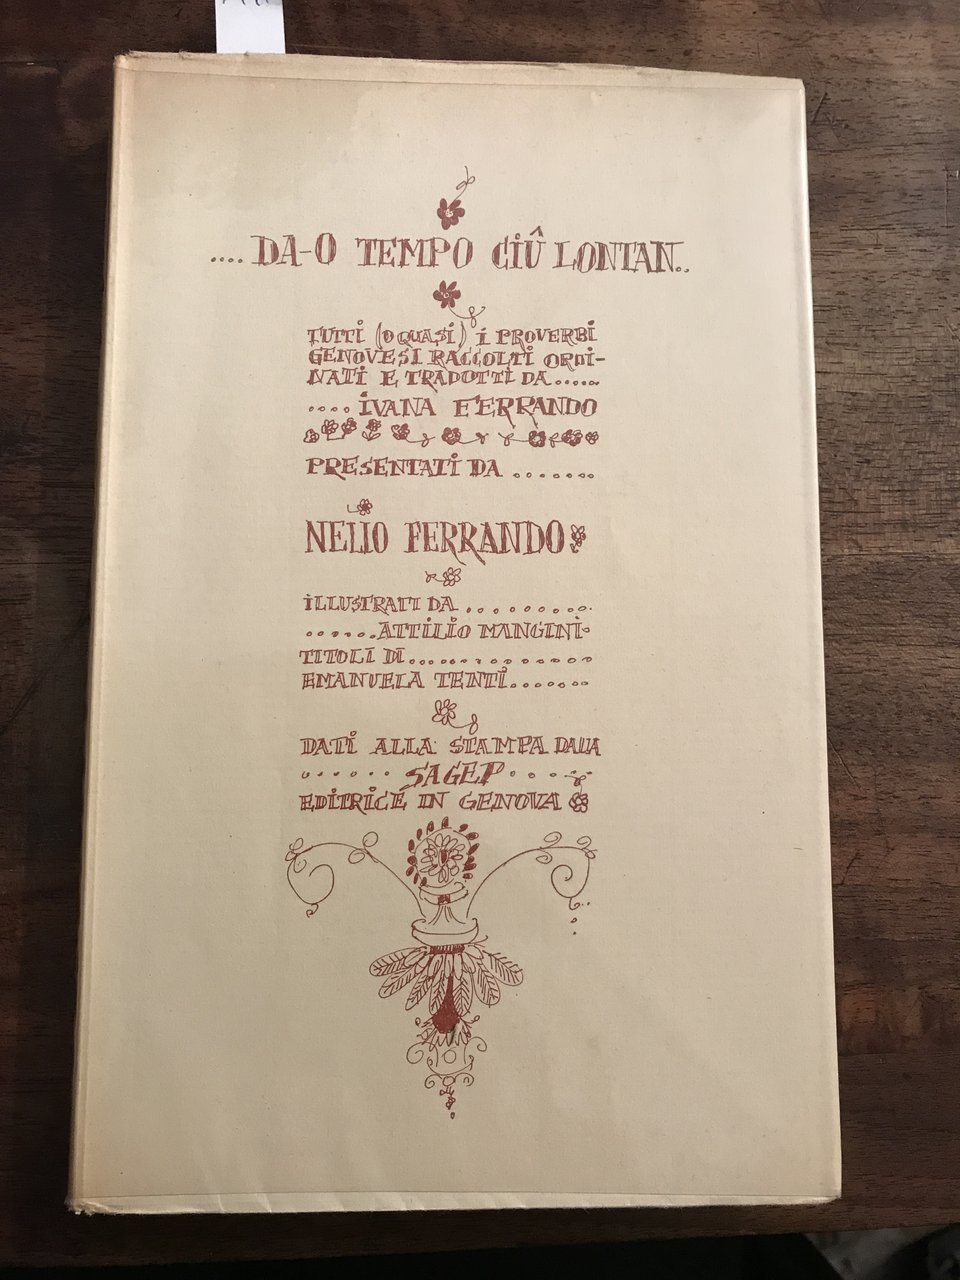 ....DA-O TEMPO CIÛ LONTAN..
TUTTI (O QUASI) I PROVERBI
GENOVESI RACCOLTI ORDI-
NATI E TRADOTTI DA......
....IVANA FERRANDO
PRESENTATI DA .......
NELIO FERRANDO
ILLUSTRATI DA ..........
......ATTILIO MANGINI.
TITOLI DI...............
EMANUELA TENTI.......
DATI ALLA STAMPA DALLA
...... SAGEP.....
EDITRICE IN GENOVA